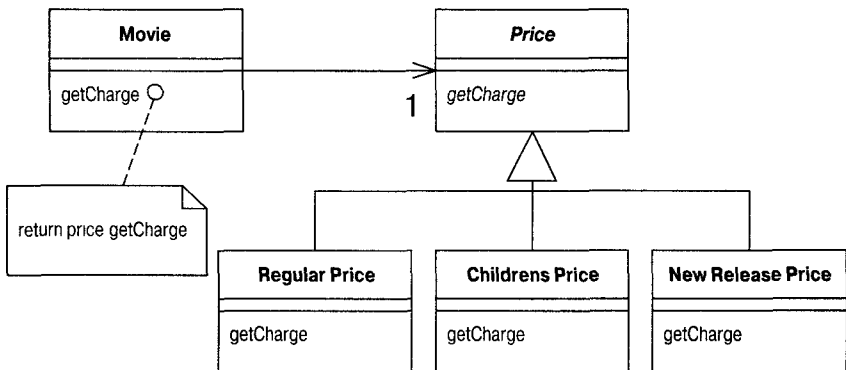 Movie
Price
getCharge
1
getCharge
return price getCharge
Regular Price
Childrens Price
New Release Price
getCharge
getCharge
getCharge